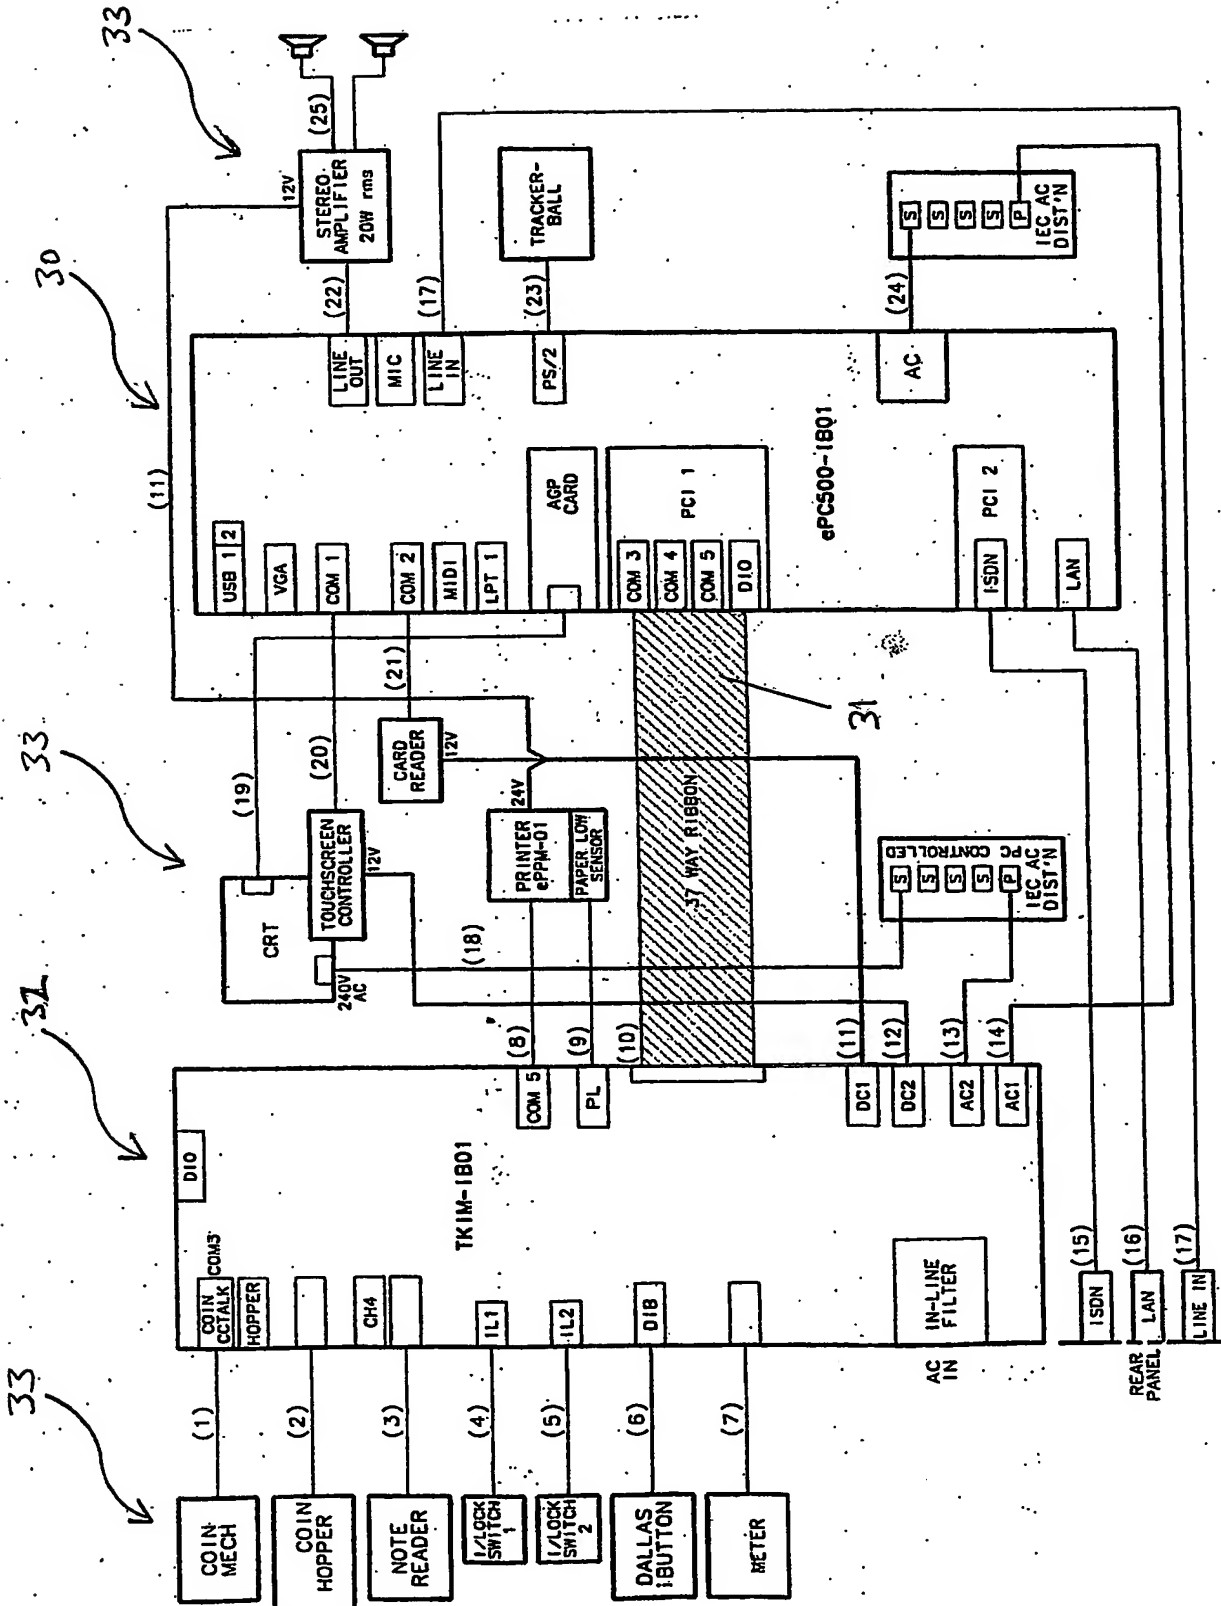 33
COIN-
MECH
(1)
COIN
CCTALK
COM3
HOPPER
COIN
HOPPER
(2)
NOTE
READER
(3)
CH4
I/LOCK
SWITCH
1
(4)
IL1
I/LOCK
SWITCH
2
(5)
IL2
DALLAS
iBUTTON
(6)
DIB
METER
(7)
DIO
TKIM-IB01
32
IN-LINE
FILTER
AC
IN
COM 5
(8)
PL
(9)
(10)
DC1
(11)
DC2
(12)
AC2
(13)
AC1
(14)
REAR
PANEL
ISDN
(15)
LAN
(16)
LINE IN
(17)
33
CRT
240V
AC
TOUCHSCREEN
CONTROLLER
12V
(18)
(19)
(20)
CARD
READER
12V
(21)
PRINTER
ePPM-01
24V
PAPER LOW
SENSOR
37 WAY RIBBON
31
S
S
S
S
P
PC CONTROLLED
IEC AC
DIST'N
30
(11)
USB 1 2
VGA
COM 1
COM 2
MIDI
LPT 1
AGP
CARD
COM 3
COM 4
COM 5
DIO
PCI 1
ePC500-IB01
ISDN
PCI 2
LAN
LINE
OUT
MIC
LINE
IN
PS/2
AC
(22)
(17)
(23)
(24)
33
STEREO
AMPLIFIER
20W rms
12V
(25)
TRACKER-
BALL
S
S
S
S
P
IEC AC
DIST'N